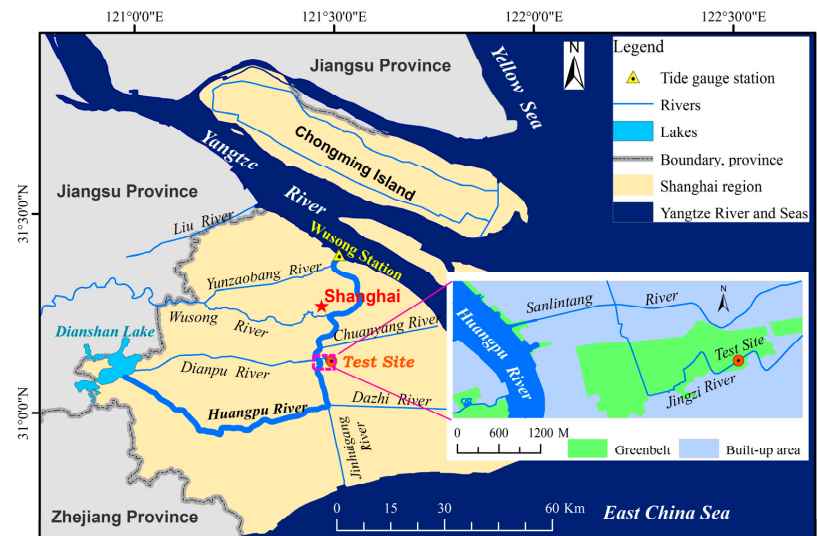 121°0'0"
121°30'0"
122°0'0"
122°30'0"
31°30'0"N
31°0'0"N
Jiangsu Province
Yellow Sea
N
Legend
Tide gauge station
Rivers
Lakes
Boundary, province
Shanghai region
Yangtze River and Seas
Chongming Island
Yangtze
River
Jiangsu Province
Liu River
Wusong Station
Yunzaobang River
Shanghai
Wusong River
Chuanyang River
Dianshan Lake
Dianpu River
Test Site
Huangpu River
Dazhi River
Jinhuigang
River
Zhejiang Province
0 15 30 60 Km
East China Sea
Sanlintang River
N
Huangpu River
Test Site
Jingzi River
0 600 1200 M
Greenbelt
Built-up area